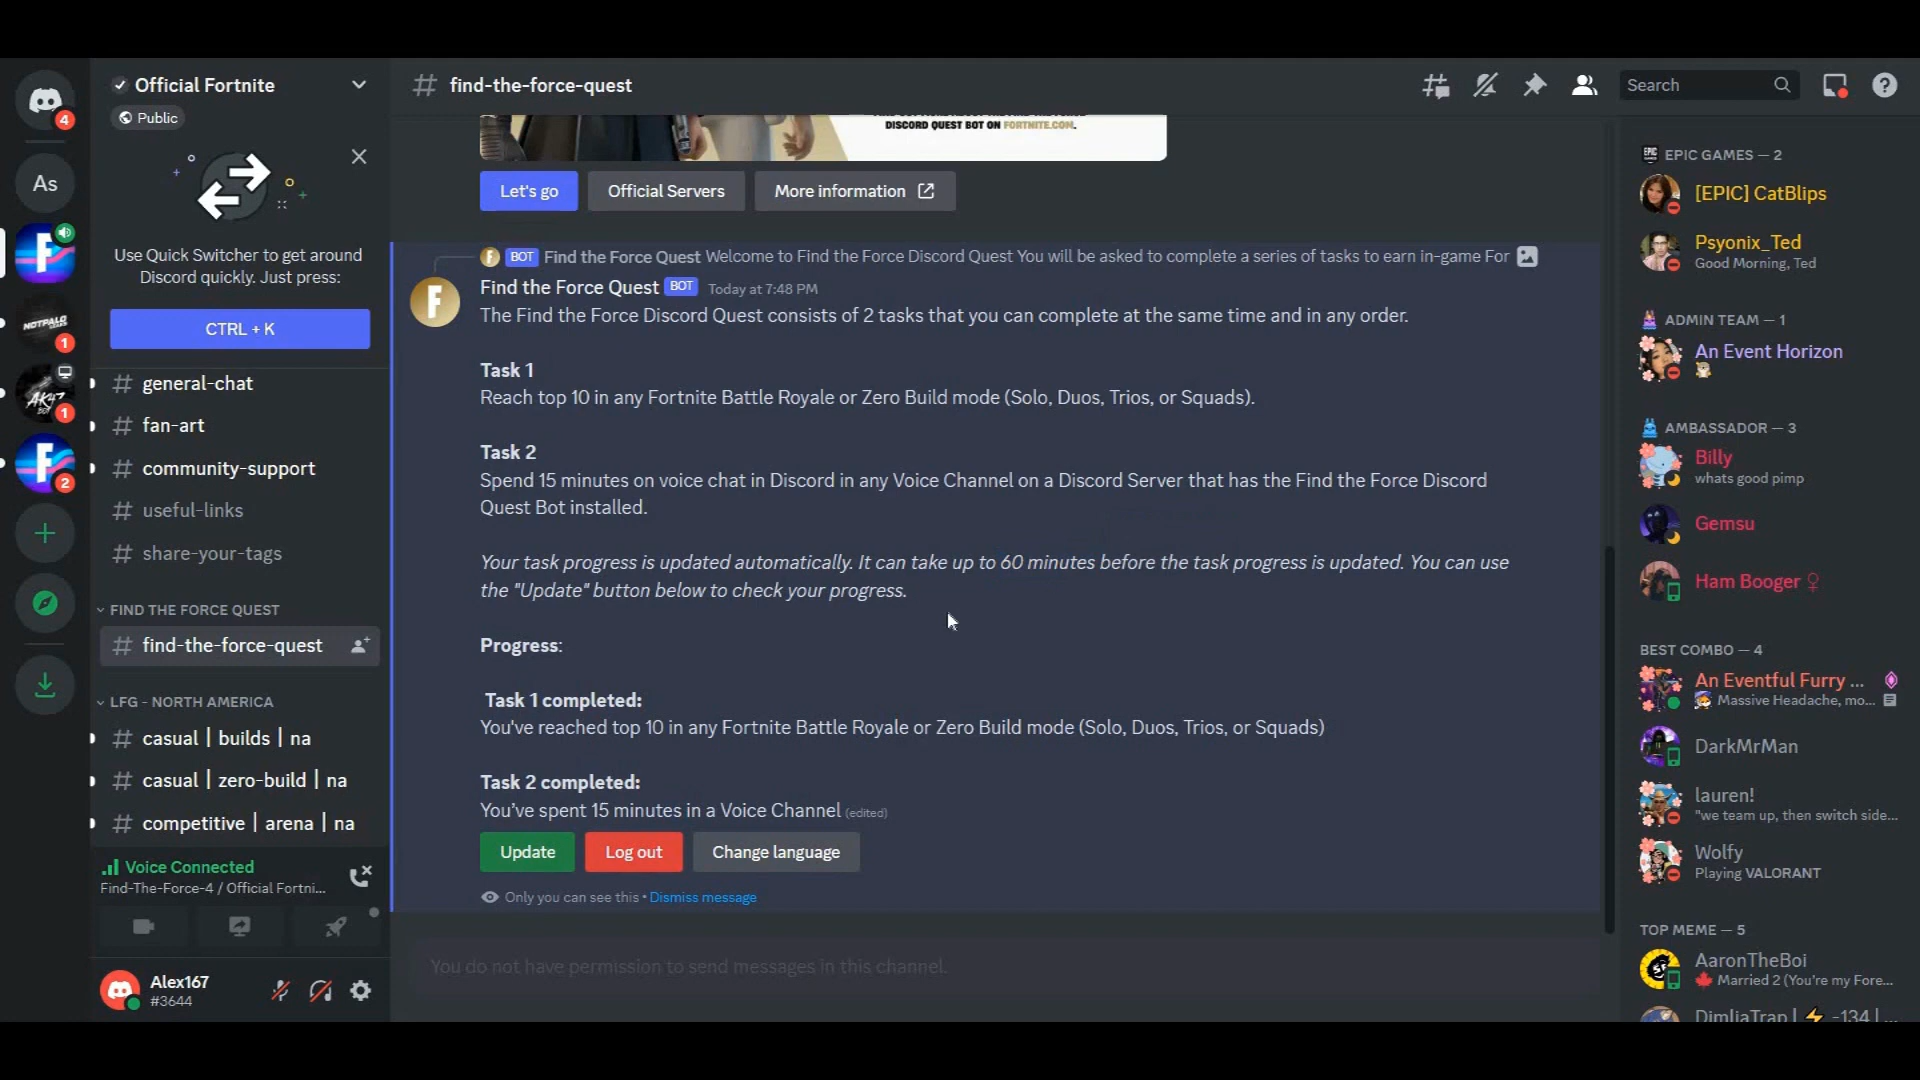 4
As
1
1
2
Official Fortnite
Public
Use Quick Switcher to get around
Discord quickly. Just press:
CTRL + K
# general-chat
# fan-art
# community-support
# useful-links
# share-your-tags
FIND THE FORCE QUEST
# find-the-force-quest
LFG - NORTH AMERICA
# casual | builds | na
# casual | zero-build | na
# competitive | arena | na
Voice Connected
Find-The-Force-4 / Official Fortni...
Alex167
#3644
# find-the-force-quest
Search
DISCORD QUEST BOT ON FORTNITE.COM.
Let's go
Official Servers
More information
BOT Find the Force Quest Welcome to Find the Force Discord Quest You will be asked to complete a series of tasks to earn in-game For
Find the Force Quest BOT Today at 7:48 PM
The Find the Force Discord Quest consists of 2 tasks that you can complete at the same time and in any order.
Task 1
Reach top 10 in any Fortnite Battle Royale or Zero Build mode (Solo, Duos, Trios, or Squads).
Task 2
Spend 15 minutes on voice chat in Discord in any Voice Channel on a Discord Server that has the Find the Force Discord
Quest Bot installed.
Your task progress is updated automatically. It can take up to 60 minutes before the task progress is updated. You can use
the "Update" button below to check your progress.
Progress:
Task 1 completed:
You've reached top 10 in any Fortnite Battle Royale or Zero Build mode (Solo, Duos, Trios, or Squads)
Task 2 completed:
You’ve spent 15 minutes in a Voice Channel (edited)
Update
Log out
Change language
Only you can see this • Dismiss message
You do not have permission to send messages in this channel.
EPIC GAMES — 2
[EPIC] CatBlips
Psyonix_Ted
Good Morning, Ted
ADMIN TEAM — 1
An Event Horizon
AMBASSADOR — 3
Billy
whats good pimp
Gemsu
Ham Booger ♀
BEST COMBO — 4
An Eventful Furry ...
Massive Headache, mo...
DarkMrMan
lauren!
"we team up, then switch side...
Wolfy
Playing VALORANT
TOP MEME — 5
AaronTheBoi
Married 2 (You're my Fore...
DimliaTrap | ⚡ -134 | ...